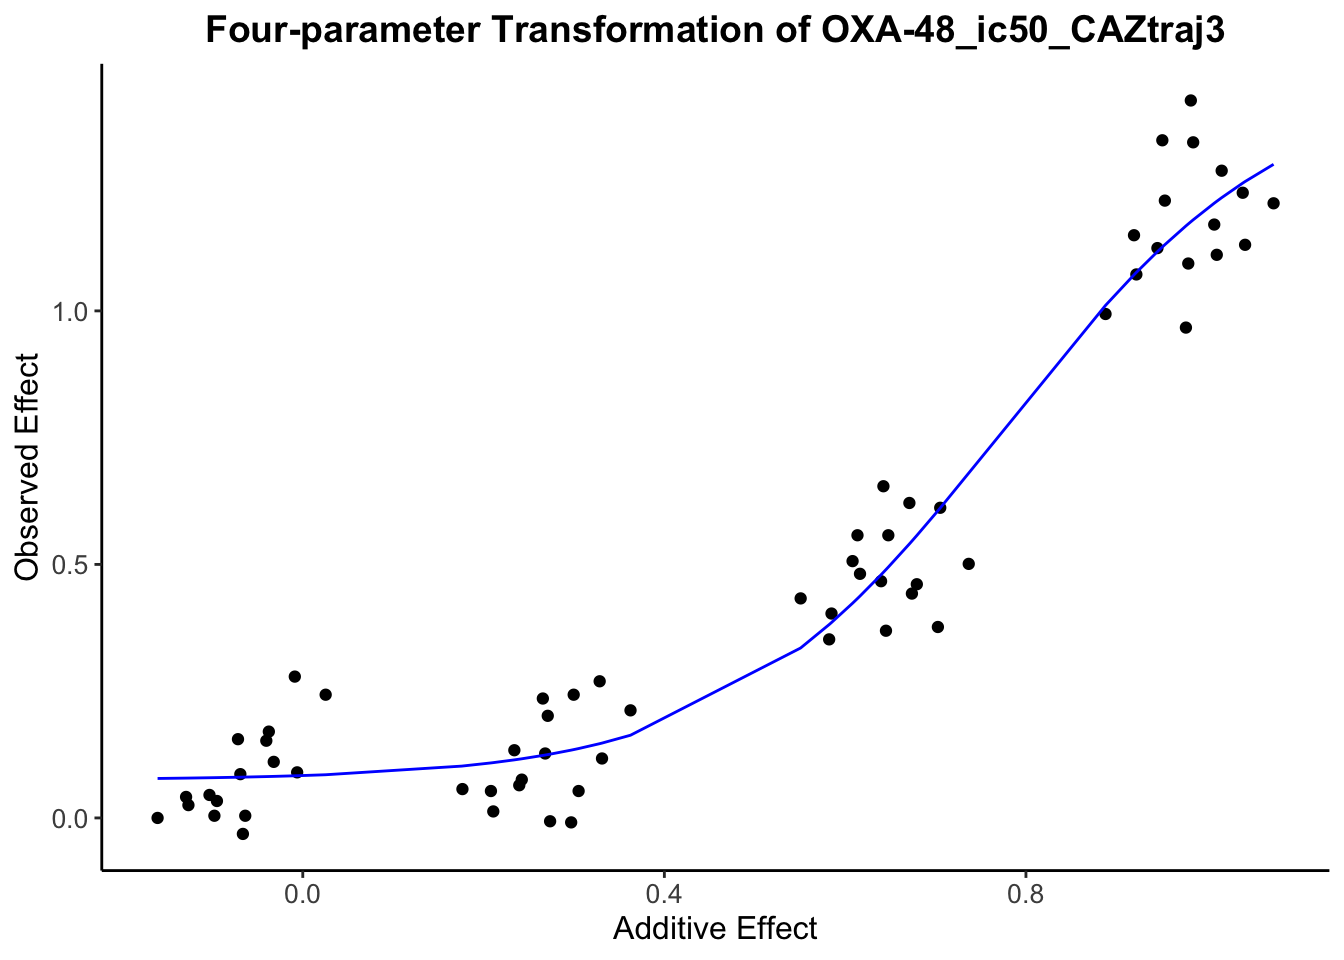 Four-parameter Transformation of OXA-48_ic50_CAZtraj3
Observed Effect
1.0
0.5
0.0
0.0 0.4 0.8
Additive Effect